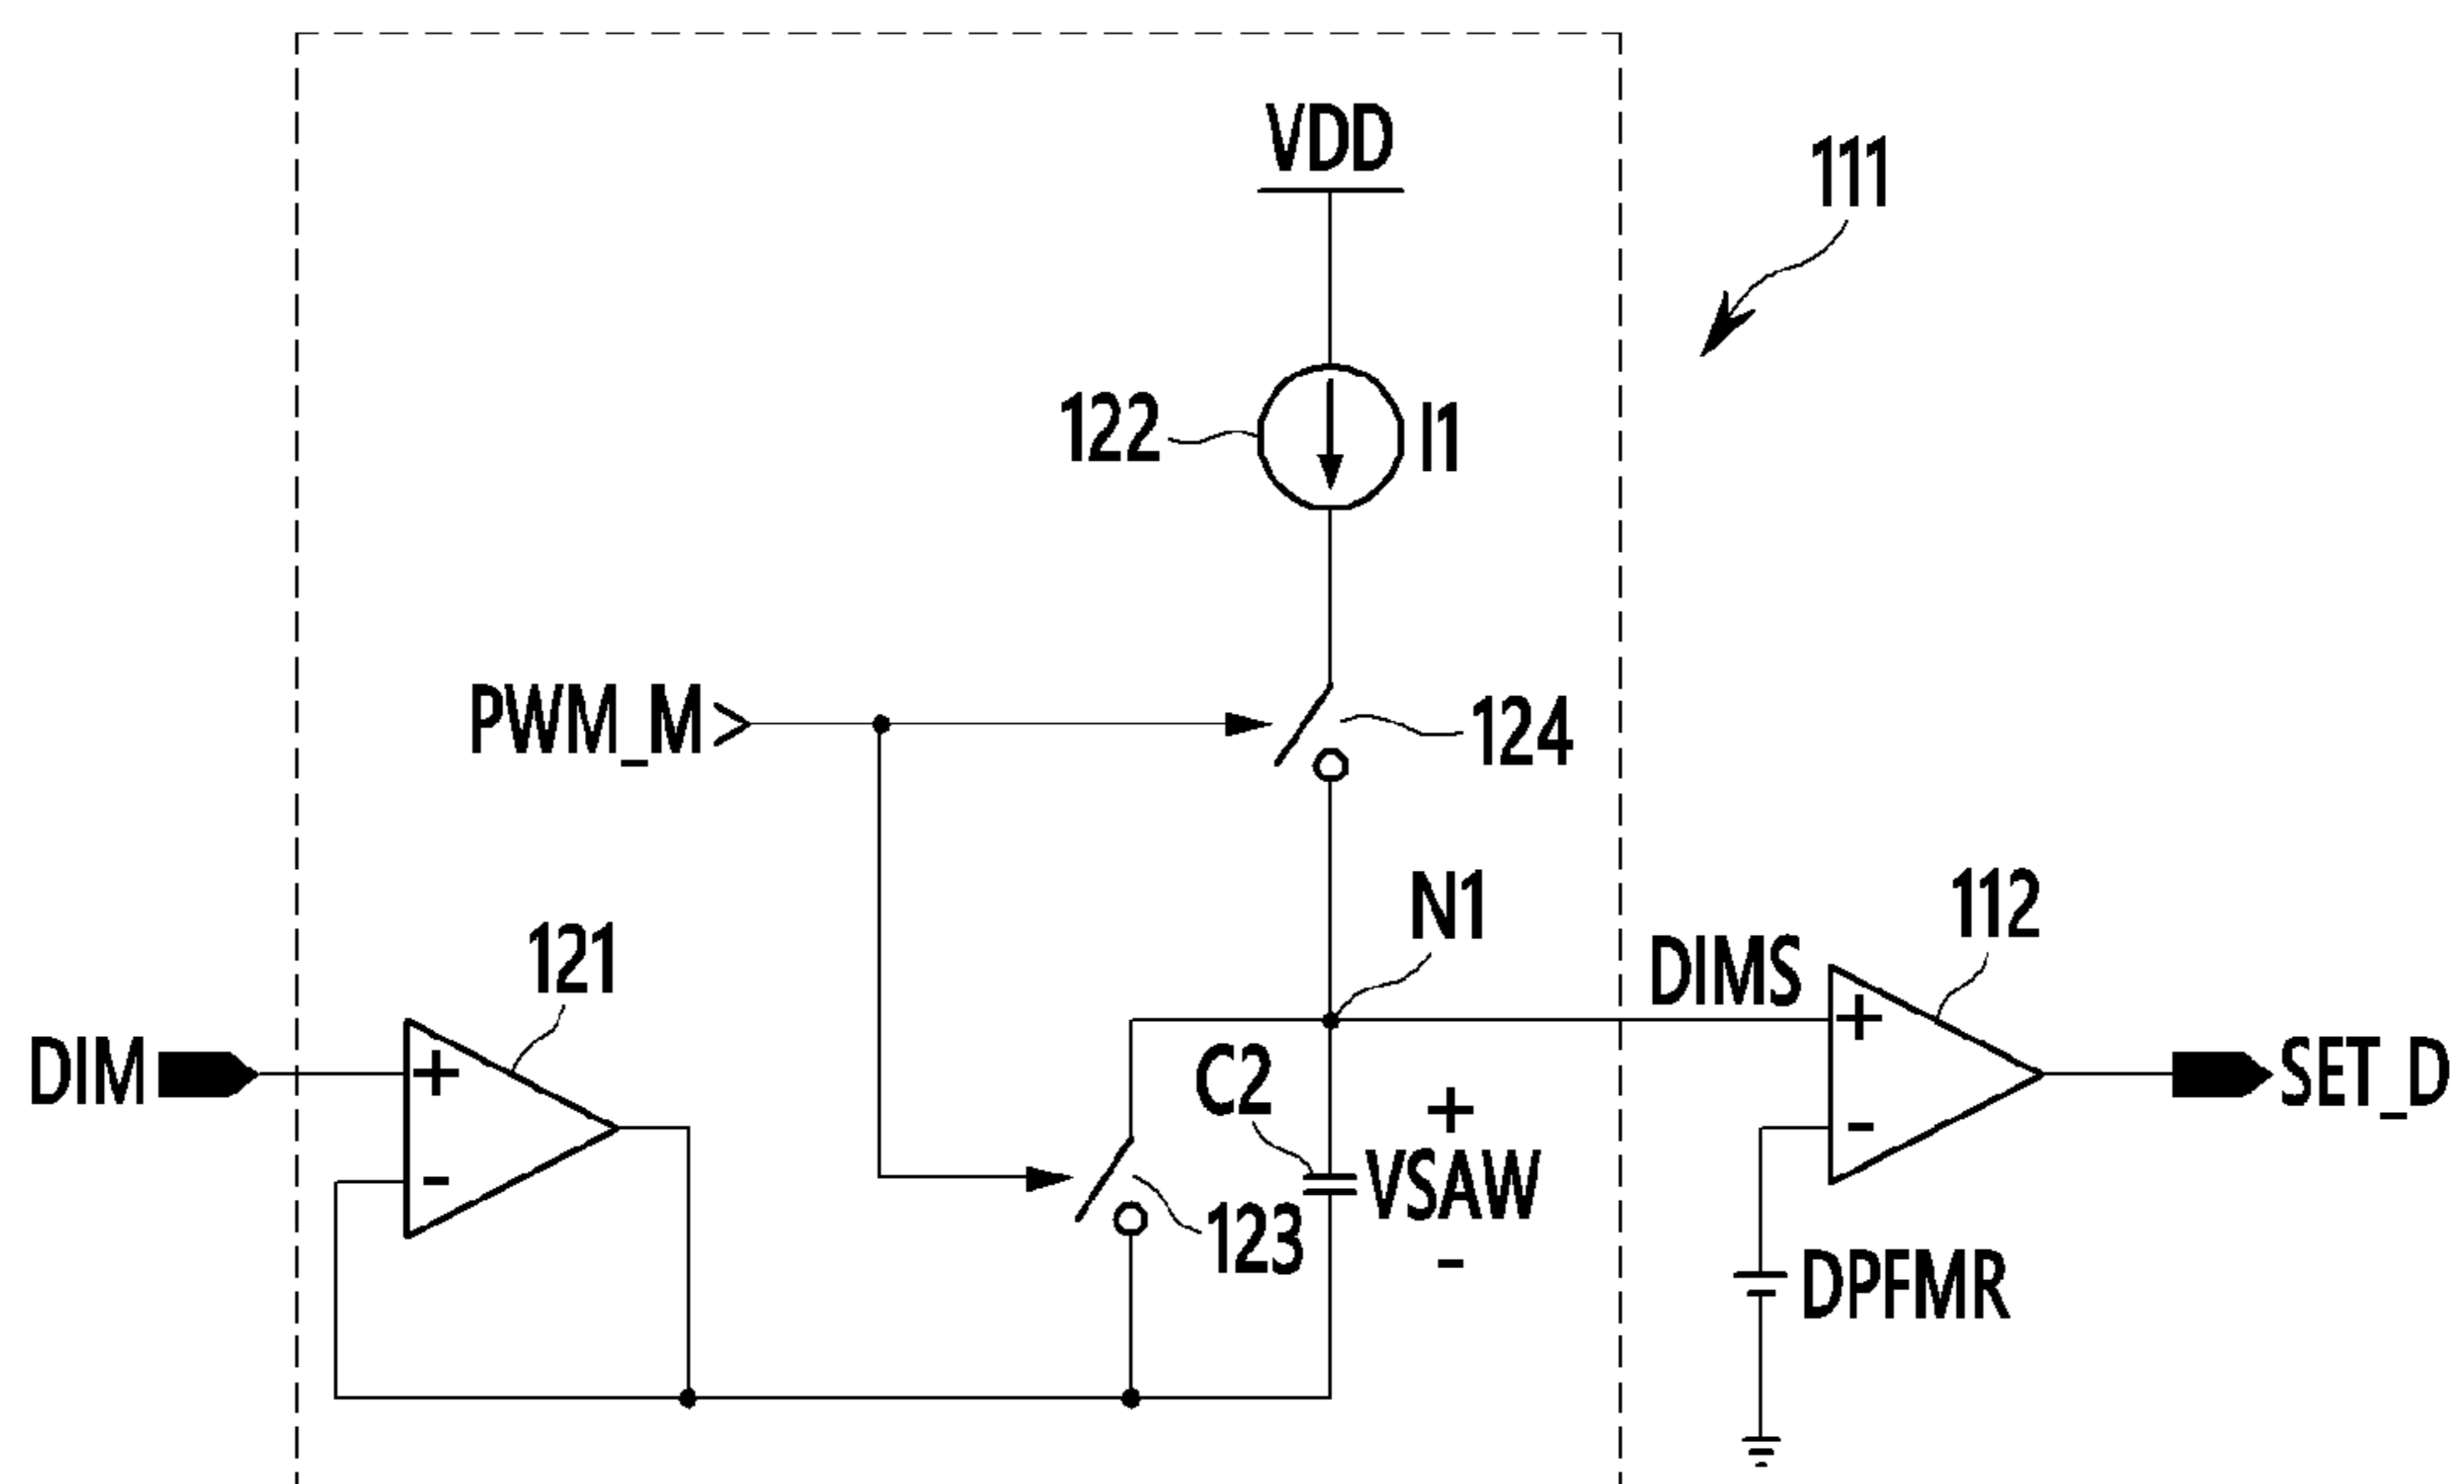 VDD
111
122
I1
PWM_M
124
N1
112
121
DIMS
DIM
+
+
C2
+
SET_D
-
-
VSAW
123
-
DPFMR